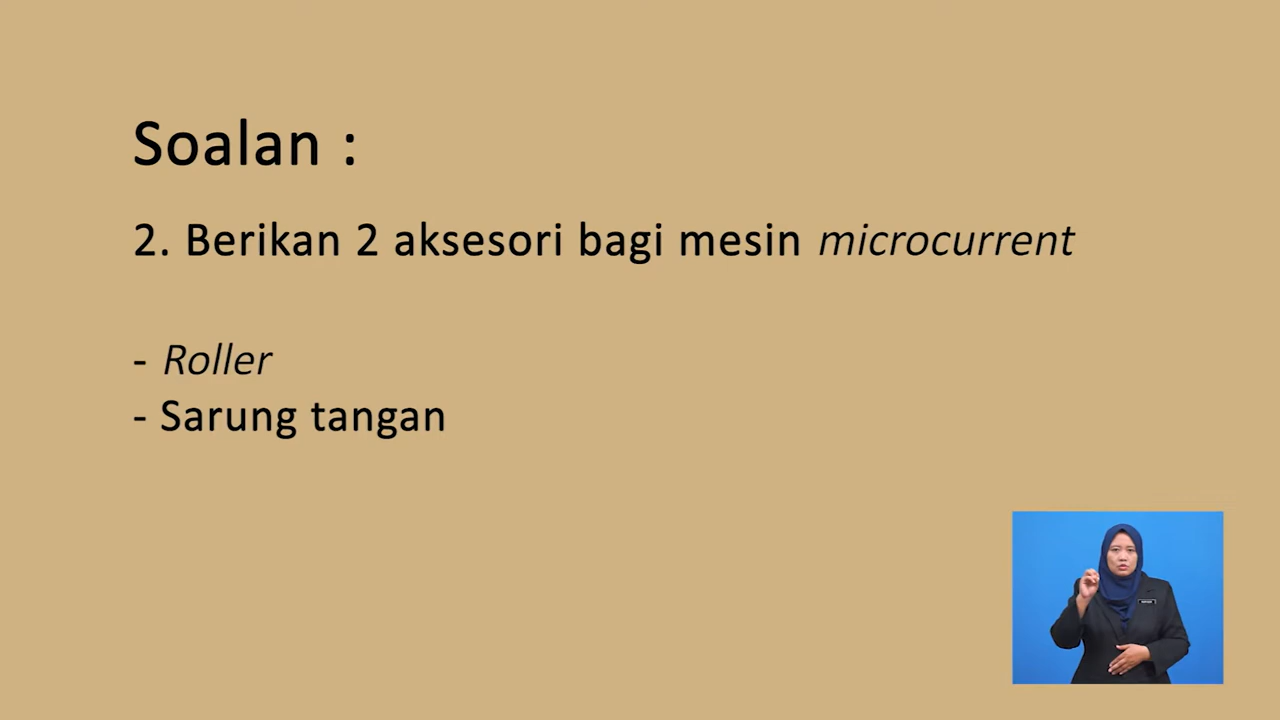 Soalan :
2. Berikan 2 aksesori bagi mesin microcurrent
- Roller
- Sarung tangan